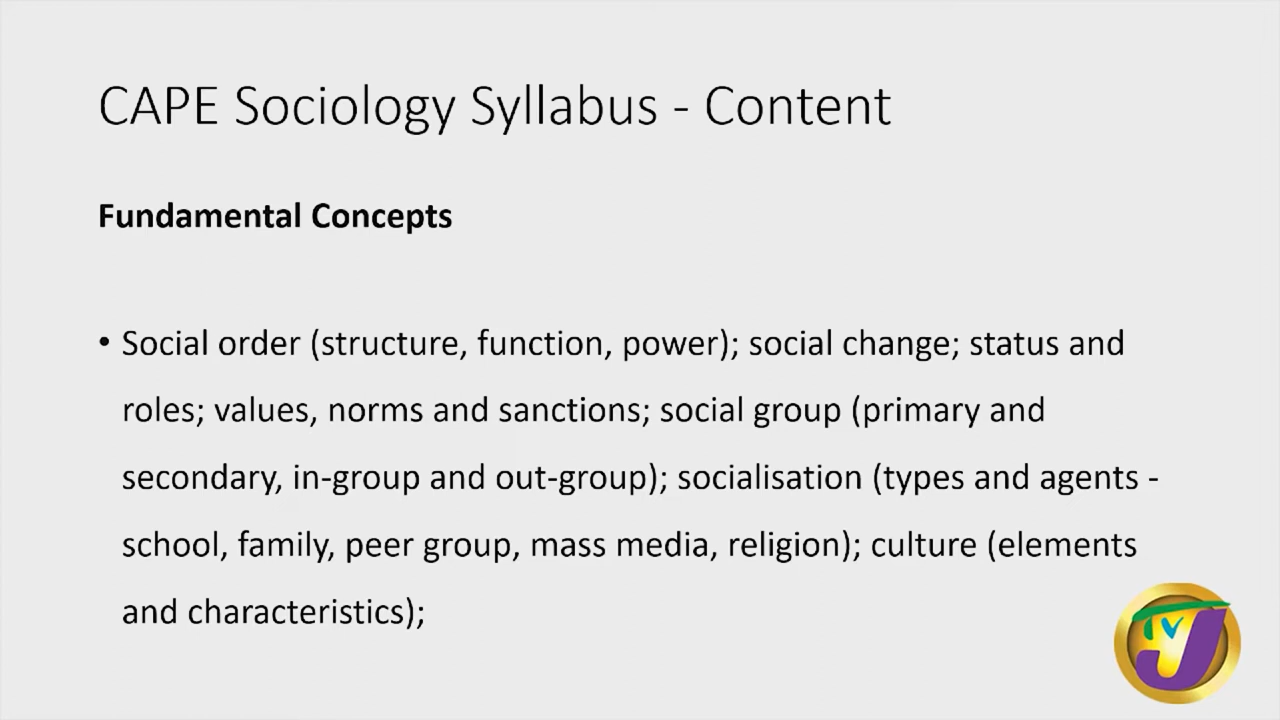 CAPE Sociology Syllabus - Content
Fundamental Concepts
• Social order (structure, function, power); social change; status and
roles; values, norms and sanctions; social group (primary and
secondary, in-group and out-group); socialisation (types and agents -
school, family, peer group, mass media, religion); culture (elements
and characteristics);
TVJ